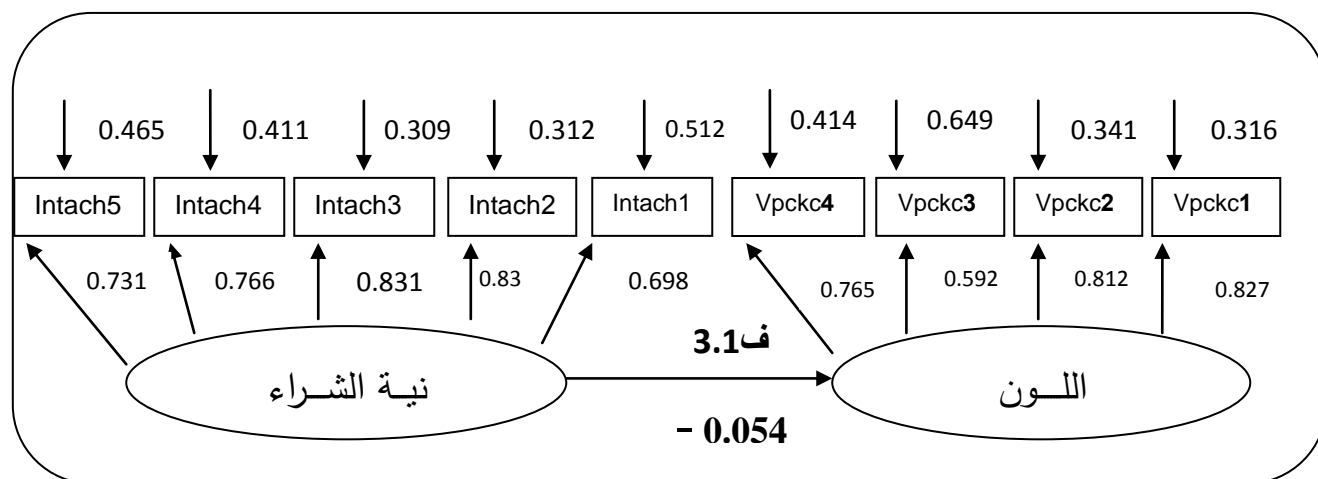 0.465 0.411 0.309 0.312 0.512 0.414 0.649 0.341 0.316
Intach5 Intach4 Intach3 Intach2 Intach1 Vpckc4 Vpckc3 Vpckc2 Vpckc1
0.731 0.766 0.831 0.83 0.698 0.765 0.592 0.812 0.827
ف3.1
نيـة الشـراء
اللـــون
- 0.054